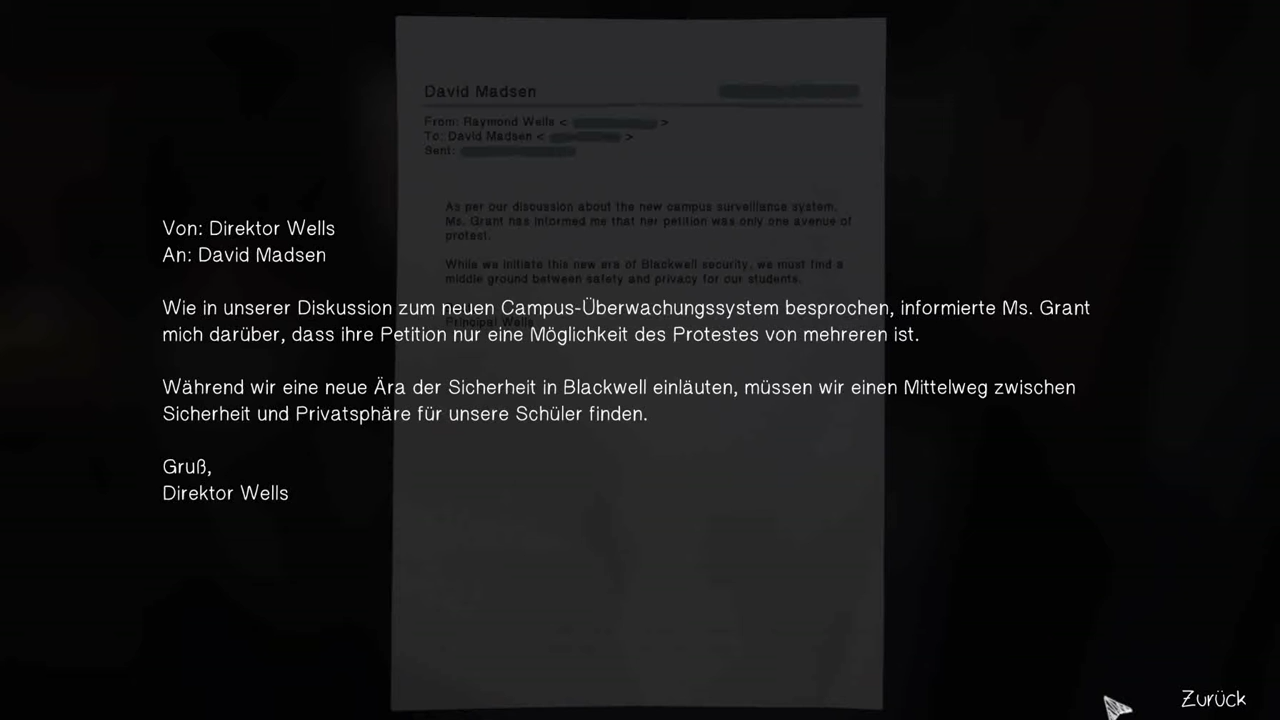 David Madsen
From: Raymond Wells < >
To: David Madsen < >
Sent:
As per our discussion about the new campus surveillance system,
Ms. Grant has informed me that her petition was only one avenue of
protest.
While we initiate this new era of Blackwell security, we must find a
middle ground between safety and privacy for our students.
Principal Wells
Von: Direktor Wells
An: David Madsen
Wie in unserer Diskussion zum neuen Campus-Überwachungssystem besprochen, informierte Ms. Grant
mich darüber, dass ihre Petition nur eine Möglichkeit des Protestes von mehreren ist.
Während wir eine neue Ära der Sicherheit in Blackwell einläuten, müssen wir einen Mittelweg zwischen
Sicherheit und Privatsphäre für unsere Schüler finden.
Gruß,
Direktor Wells
Zurück